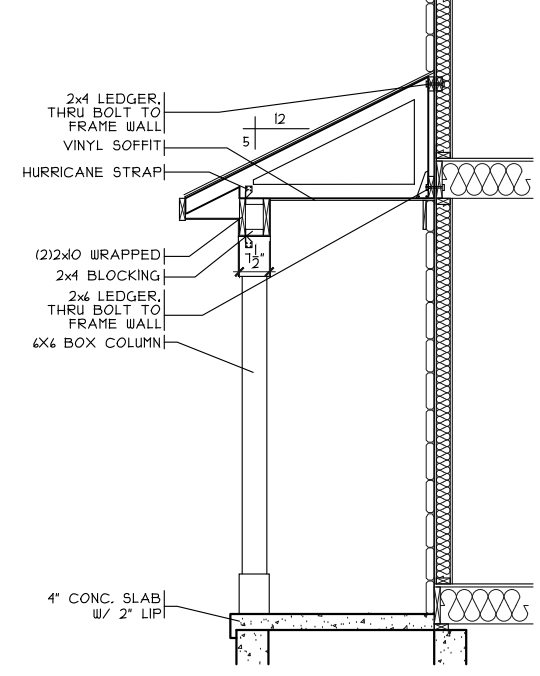 2x4 LEDGER,
THRU BOLT TO
FRAME WALL
12
5
VINYL SOFFIT
HURRICANE STRAP
(2)2x10 WRAPPED
7 1/2"
2x4 BLOCKING
2x6 LEDGER,
THRU BOLT TO
FRAME WALL
6X6 BOX COLUMN
4" CONC. SLAB
W/ 2" LIP